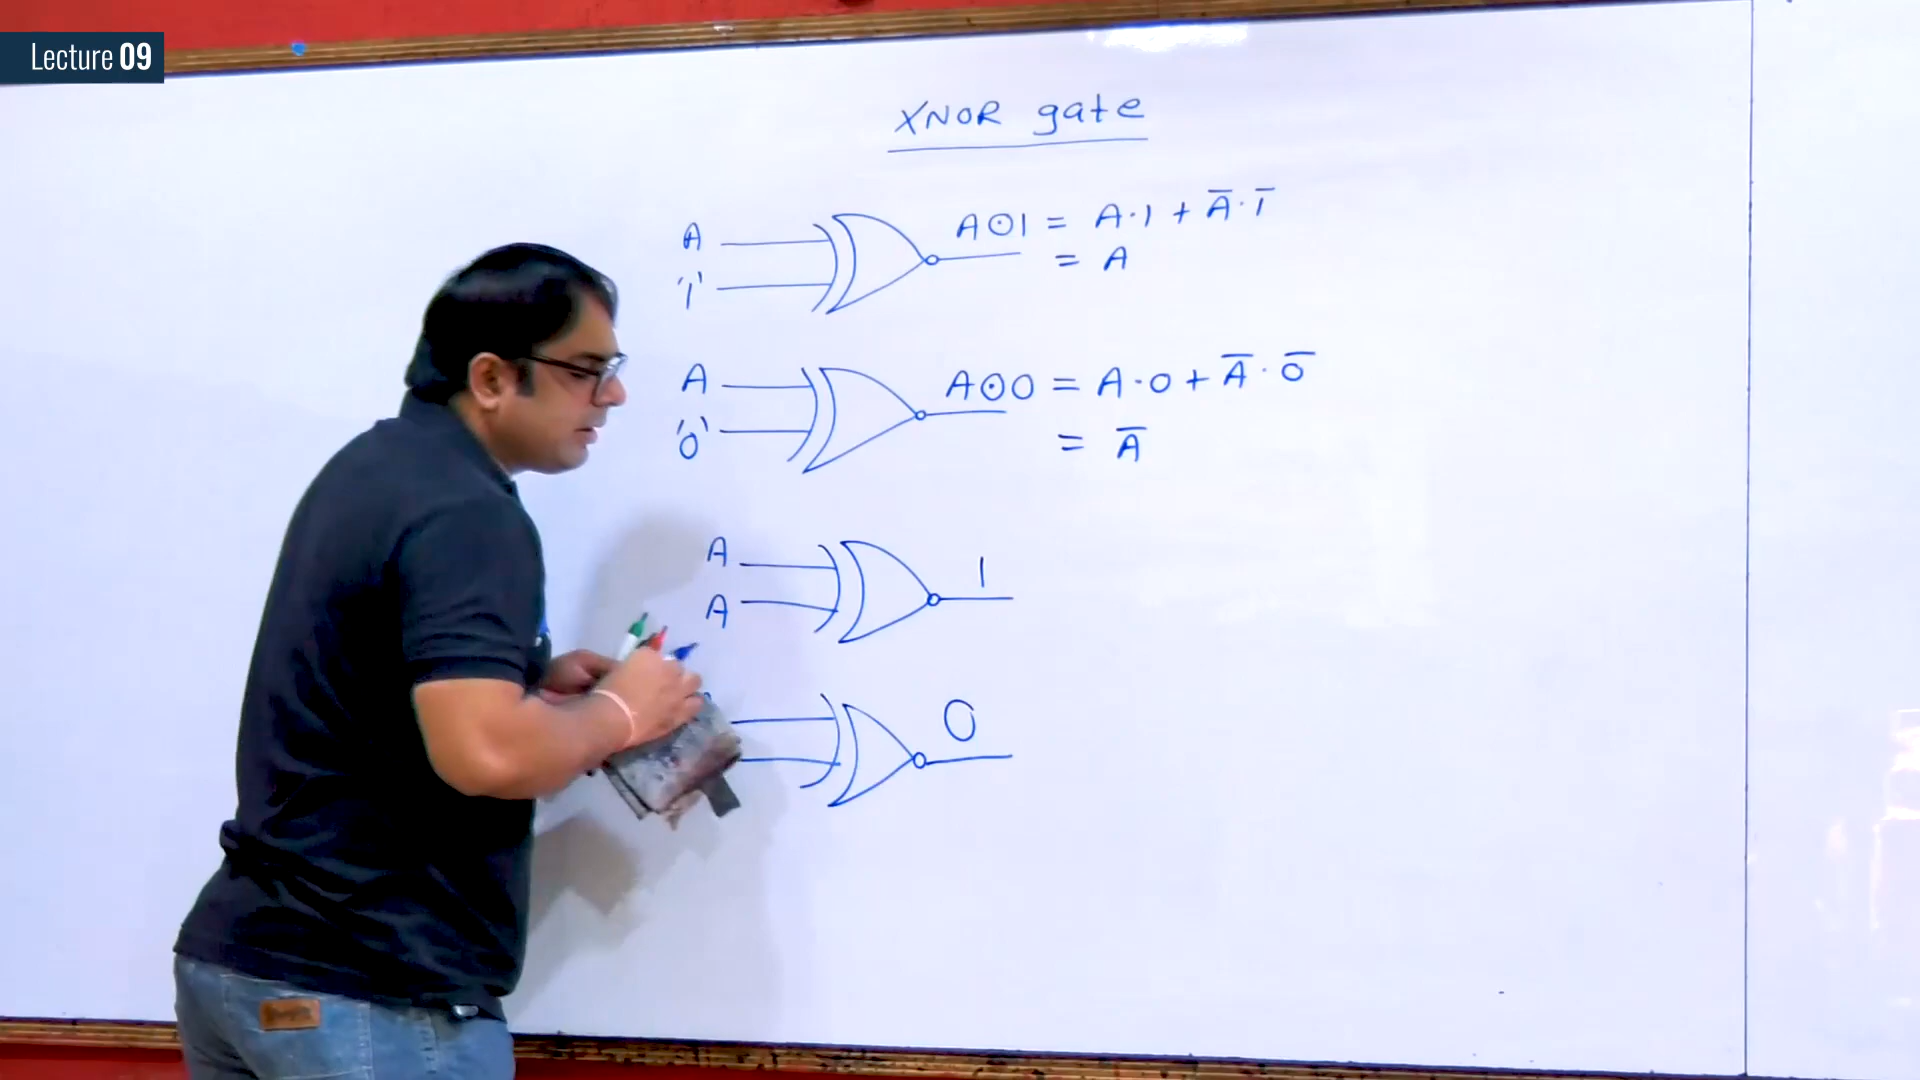 Lecture 09
XNOR gate
A
'1'
A⊙1 = A·1 + A̅·1̅
= A
A
'0'
A⊙0 = A·0 + A̅·0̅
= A̅
A
A
1
0